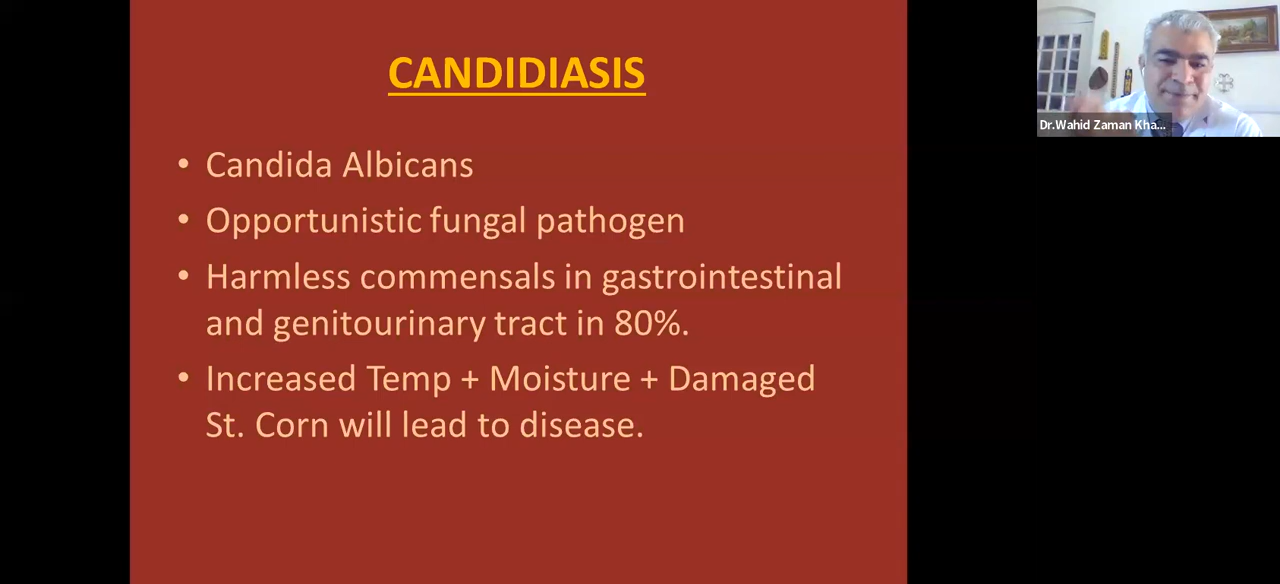 CANDIDIASIS
• Candida Albicans
• Opportunistic fungal pathogen
• Harmless commensals in gastrointestinal
and genitourinary tract in 80%.
• Increased Temp + Moisture + Damaged
St. Corn will lead to disease.
Dr.Wahid Zaman Kha...